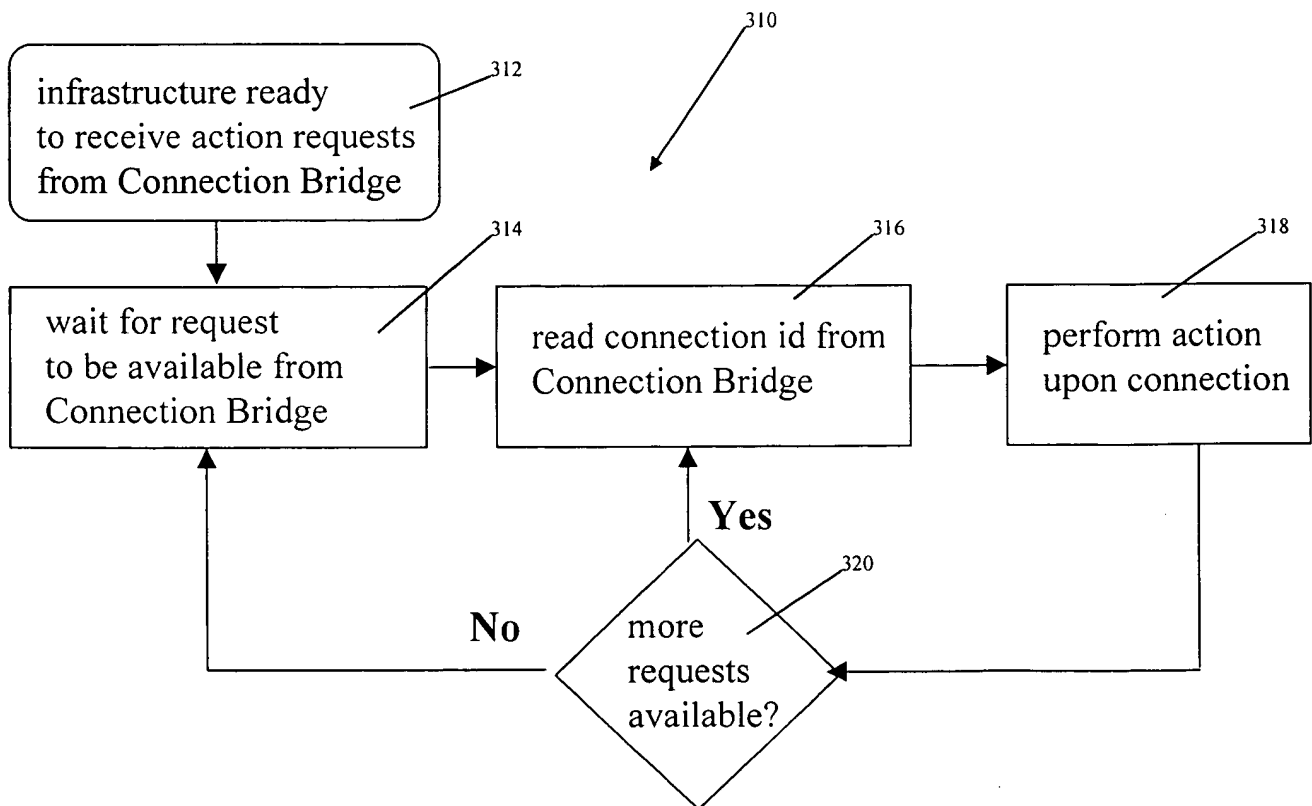 310
312
infrastructure ready
to receive action requests
from Connection Bridge
314
316
318
wait for request
to be available from
Connection Bridge
read connection id from
Connection Bridge
perform action
upon connection
Yes
320
No
more
requests
available?